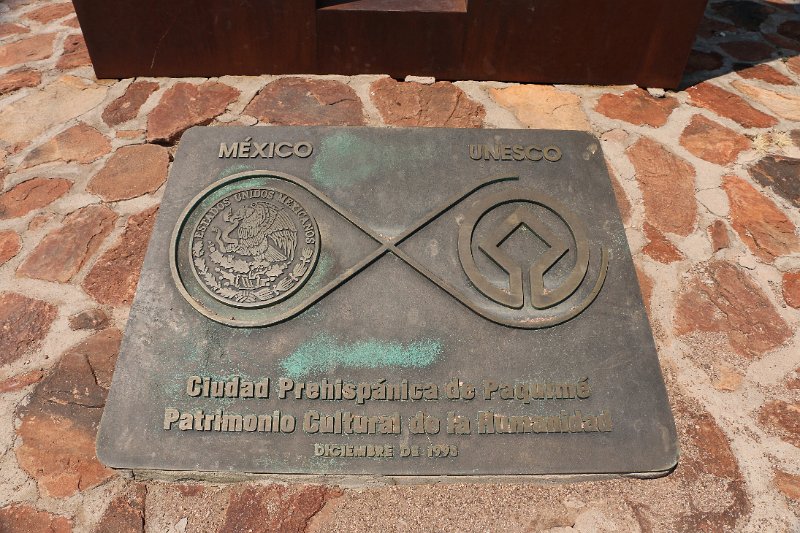 MÉXICO
UNESCO
ESTADOS UNIDOS MEXICANOS
Ciudad Prehispánica de Paquimé
Patrimonio Cultural de la Humanidad
DICIEMBRE DE 1998